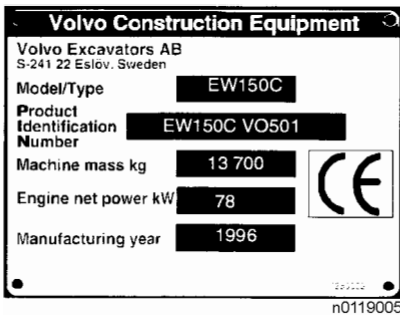 Volvo Construction Equipment
Volvo Excavators AB
S-241 22 Eslöv. Sweden
Model/Type EW150C
Product
Identification EW150C VO501
Number
Machine mass kg 13 700
CE
Engine net power kW 78
Manufacturing year 1996
n0119005